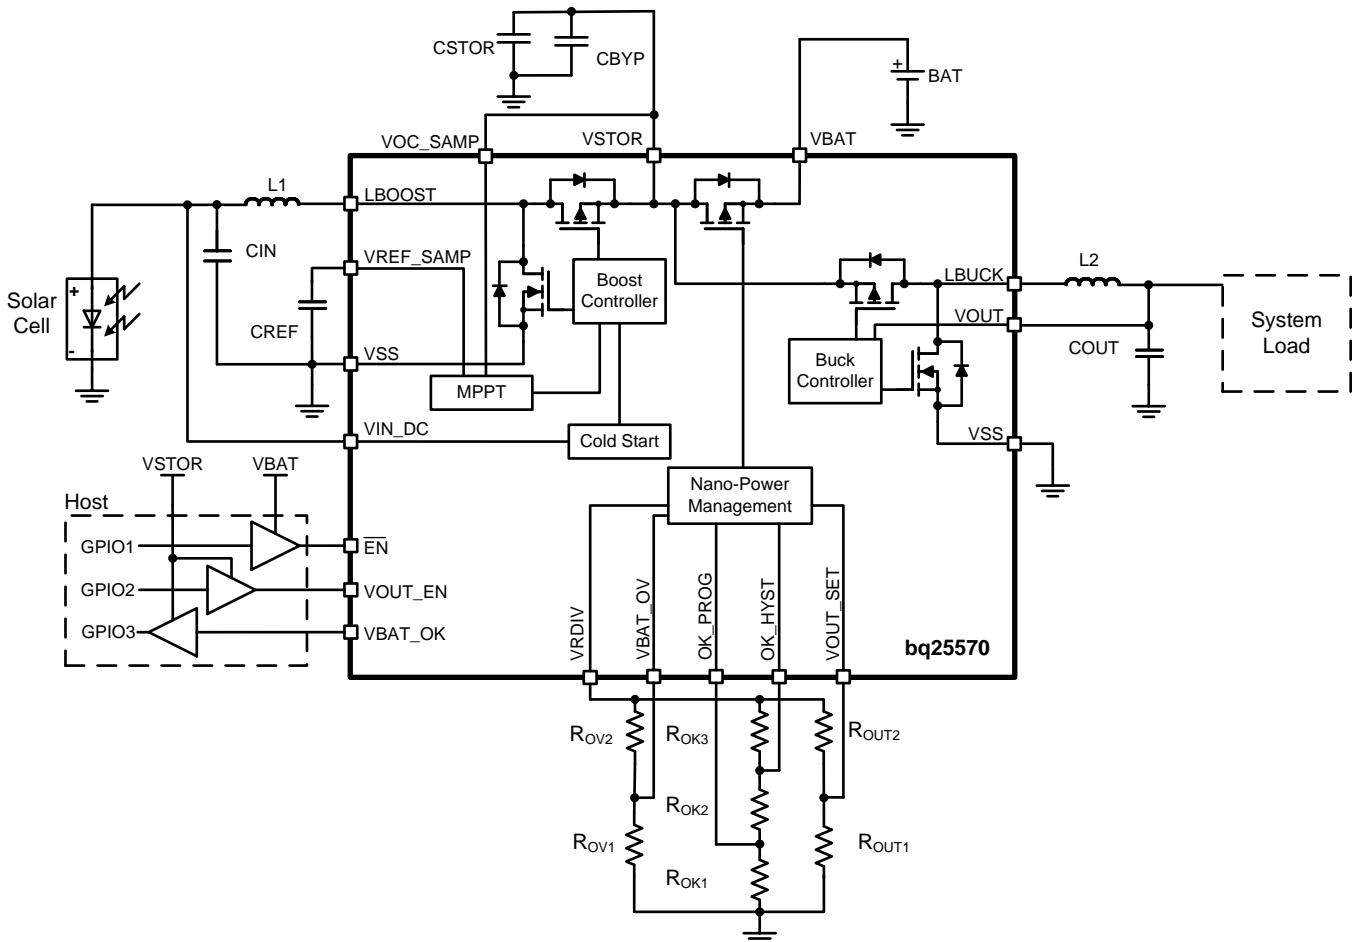 CSTOR
CBYP
+
BAT
VOC_SAMP
VSTOR
VBAT
L1
LBOOST
CIN
VREF_SAMP
Boost
Controller
LBUCK
L2
Solar
Cell
+
-
CREF
VOUT
System
Load
VSS
MPPT
Buck
Controller
COUT
VIN_DC
Cold Start
VSS
VSTOR
VBAT
Nano-Power
Management
Host
GPIO1
EN
GPIO2
VOUT_EN
GPIO3
VBAT_OK
VRDIV
VBAT_OV
OK_PROG
OK_HYST
VOUT_SET
bq25570
ROV2
ROK3
ROUT2
ROK2
ROV1
ROUT1
ROK1